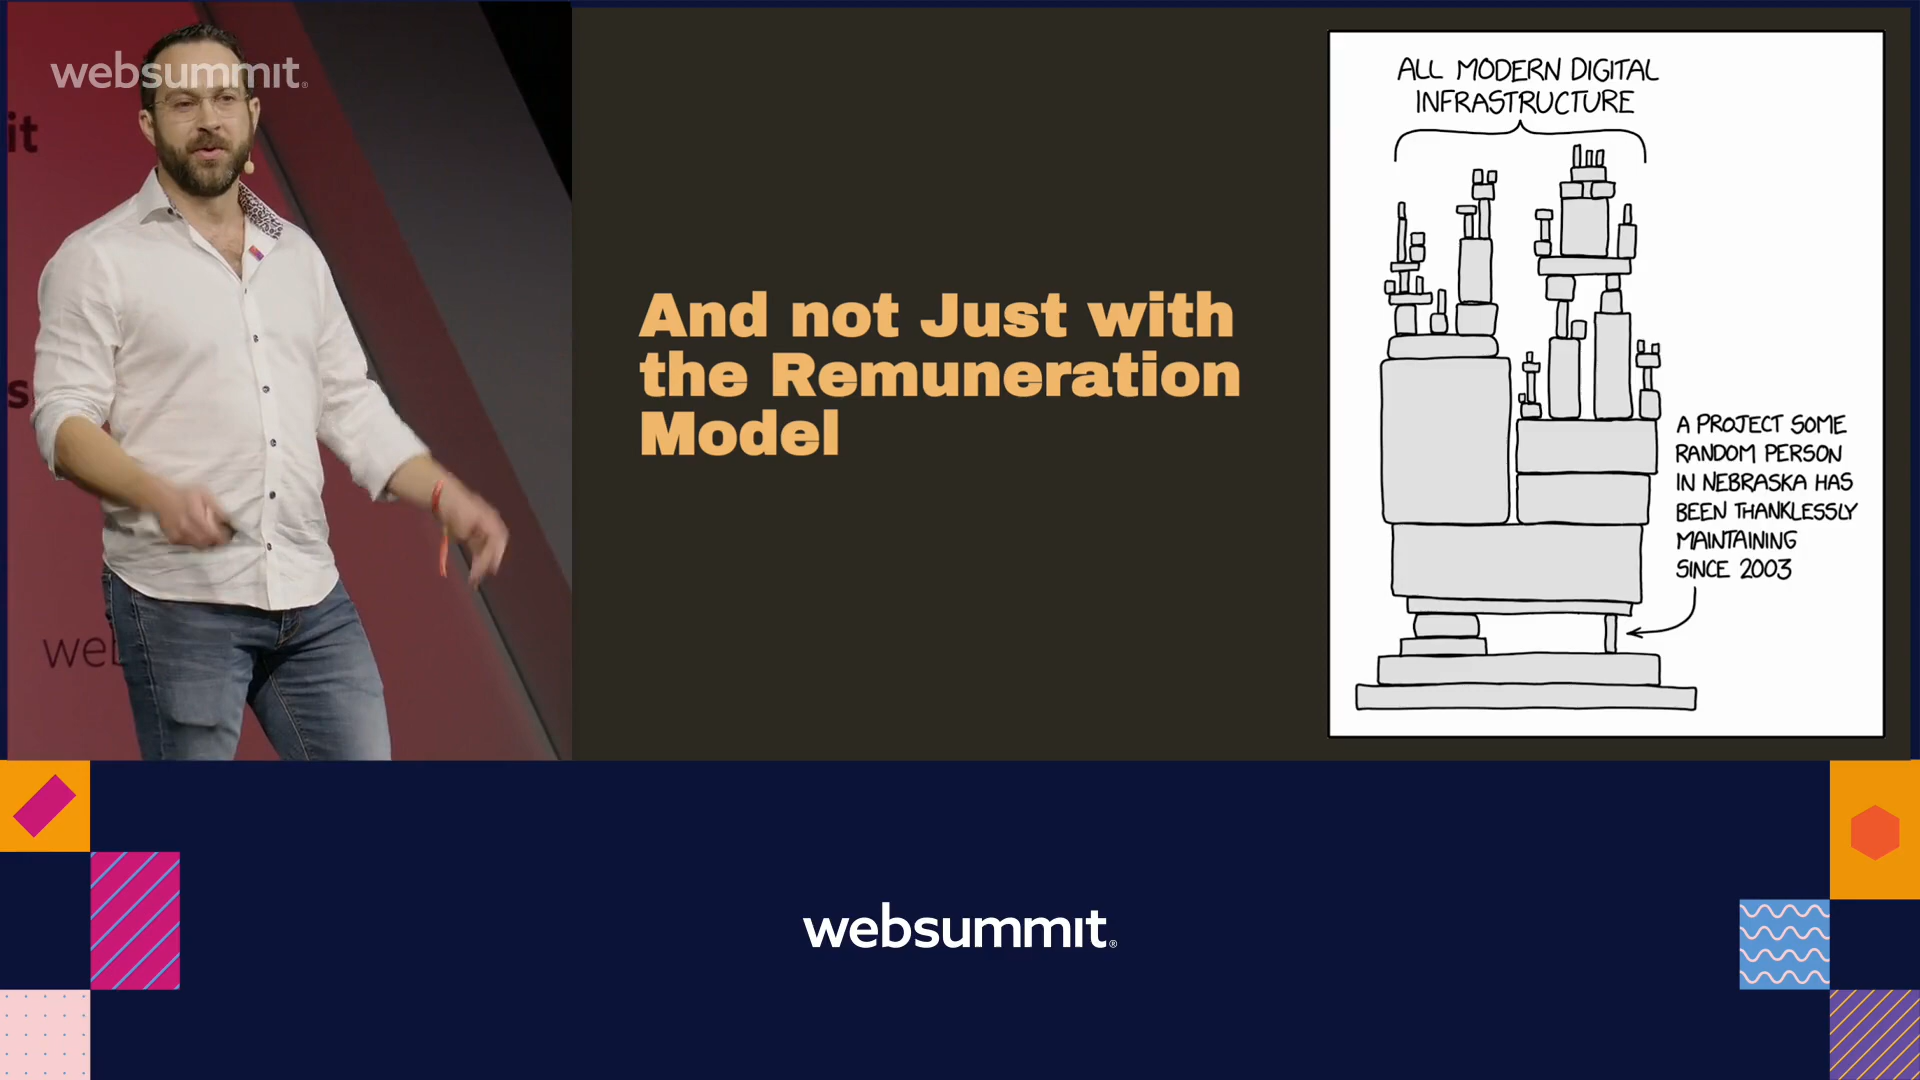 websummit
it
s
web
And not Just with
the Remuneration
Model
ALL MODERN DIGITAL
INFRASTRUCTURE
A PROJECT SOME
RANDOM PERSON
IN NEBRASKA HAS
BEEN THANKLESSLY
MAINTAINING
SINCE 2003
websummit®